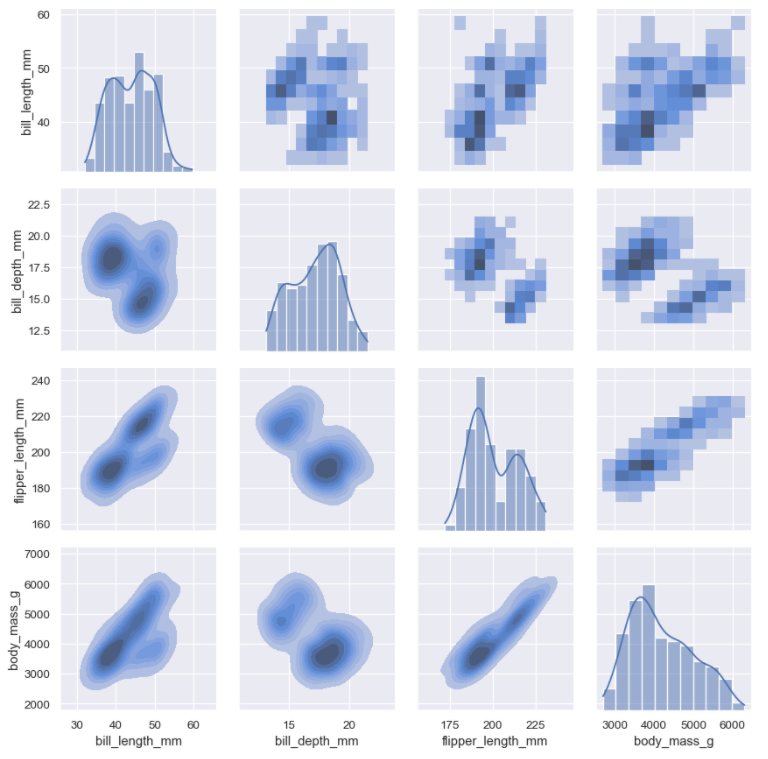 60
50
40
bill_length_mm
22.5
20.0
17.5
15.0
12.5
bill_depth_mm
240
220
200
180
160
flipper_length_mm
7000
6000
5000
4000
3000
2000
body_mass_g
30 40 50 60
15 20
175 200 225
3000 4000 5000 6000
bill_length_mm
bill_depth_mm
flipper_length_mm
body_mass_g